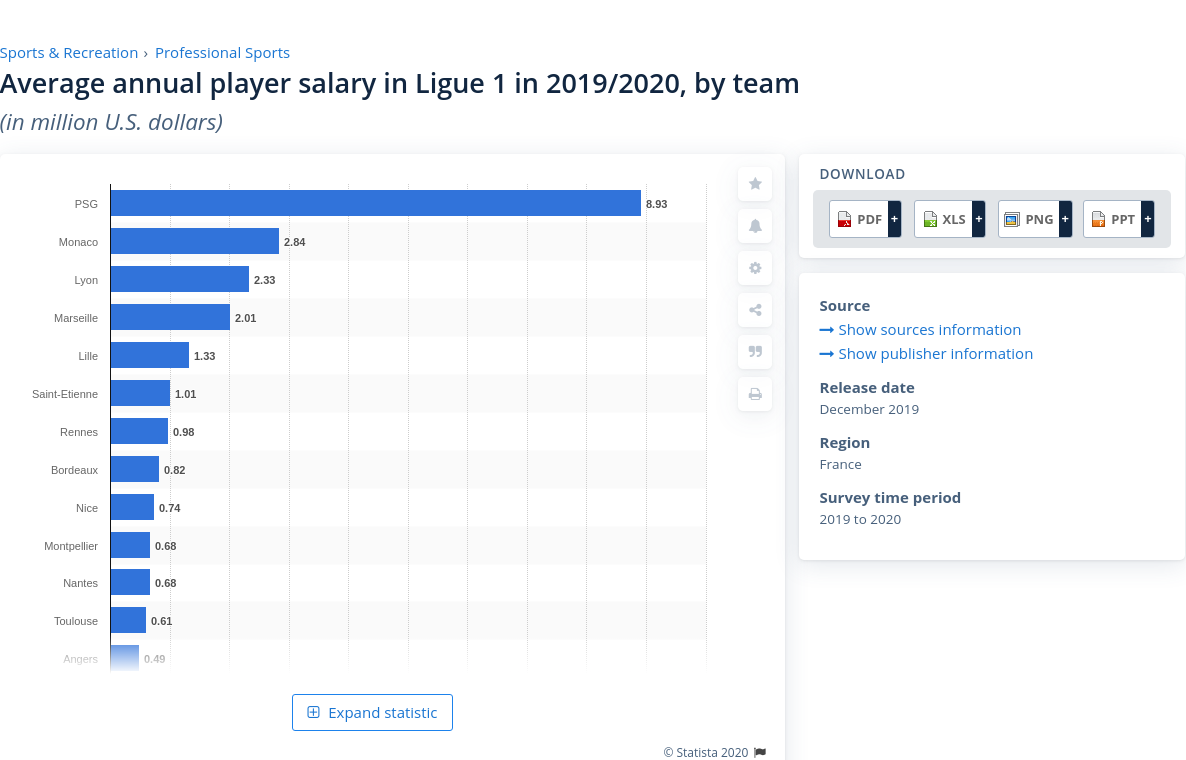 Sports & Recreation › Professional Sports
Average annual player salary in Ligue 1 in 2019/2020, by team
(in million U.S. dollars)
PSG 8.93
Monaco 2.84
Lyon 2.33
Marseille 2.01
Lille 1.33
Saint-Etienne 1.01
Rennes 0.98
Bordeaux 0.82
Nice 0.74
Montpellier 0.68
Nantes 0.68
Toulouse 0.61
Angers 0.49
Expand statistic
© Statista 2020
DOWNLOAD
PDF + XLS + PNG + PPT +
Source
Show sources information
Show publisher information
Release date
December 2019
Region
France
Survey time period
2019 to 2020